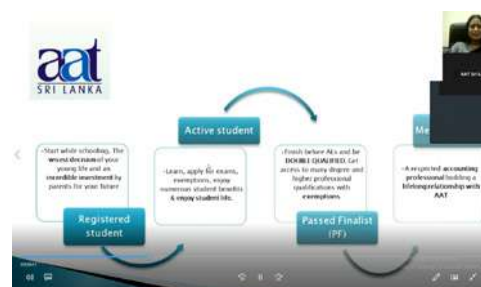 aat
SRI LANKA
Active student
Me
-Start while schooling. The
wisest decision of your
young life and an
incredible investment by
parents for your future
-Learn, apply for exams,
exemptions, enjoy
numerous student benefits
& enjoy student life.
-Finish before ALs and be
DOUBLE QUALIFIED. Get
access to many degree and
higher professional
qualifications with
exemptions
-A respected accounting
professional building a
lifelong relationship with
AAT
Registered
student
Passed Finalist
(PF)